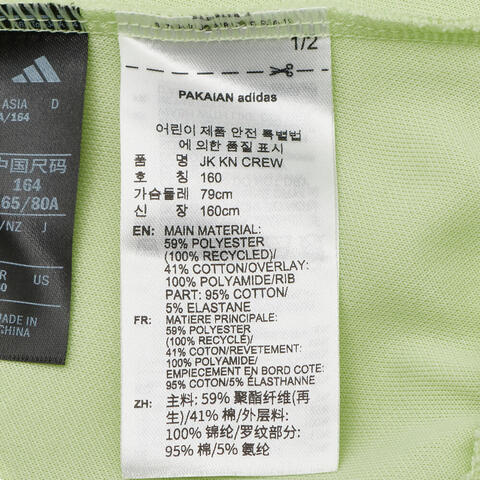 1/2
PAKAIAN adidas
어린이 제품 안전 특별법
에 의한 품질 표시
품 명 JK KN CREW
호 칭 160
가슴둘레 79cm
신 장 160cm
EN: MAIN MATERIAL:
59% POLYESTER
(100% RECYCLED)/
41% COTTON/OVERLAY:
100% POLYAMIDE/RIB
PART: 95% COTTON/
5% ELASTANE
FR: MATIERE PRINCIPALE:
59% POLYESTER
(100% RECYCLE)/
41% COTON/REVETEMENT:
100% POLYAMIDE/
EMPIECEMENT EN BORD COTE:
95% COTON/5% ÉLASTHANNE
ZH: 主料: 59% 聚酯纤维(再
生)/41% 棉/外层料:
100% 锦纶/罗纹部分:
95% 棉/5% 氨纶
ASIA D
A/164
中国尺码
164
165/80A
/NZ J
US
MADE IN
CHINA